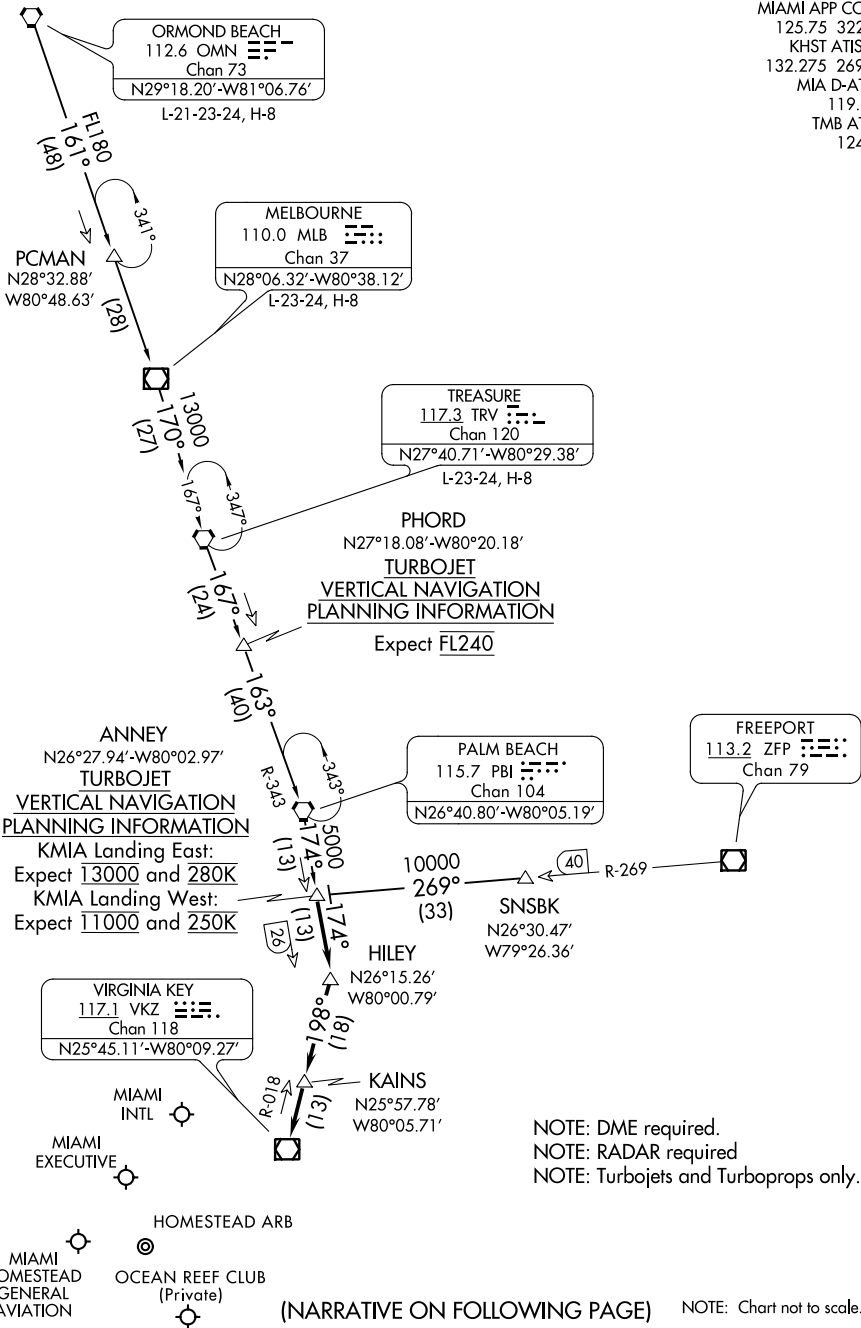 MIAMI APP CO
125.75 322
KHST ATIS
132.275 269
MIA D-AT
119.
TMB AT
124
ORMOND BEACH
112.6 OMN
Chan 73
N29°18.20'-W81°06.76'
L-21-23-24, H-8
FL180
161°
(48)
341°
PCMAN
N28°32.88'
W80°48.63'
(28)
MELBOURNE
110.0 MLB
Chan 37
N28°06.32'-W80°38.12'
L-23-24, H-8
13000
170°
(27)
TREASURE
117.3 TRV
Chan 120
N27°40.71'-W80°29.38'
L-23-24, H-8
167°
347°
PHORD
N27°18.08'-W80°20.18'
TURBOJET
VERTICAL NAVIGATION
PLANNING INFORMATION
Expect FL240
167°
(24)
163°
(40)
ANNEY
N26°27.94'-W80°02.97'
TURBOJET
VERTICAL NAVIGATION
PLANNING INFORMATION
KMIA Landing East:
Expect 13000 and 280K
KMIA Landing West:
Expect 11000 and 250K
R-343
343°
PALM BEACH
115.7 PBI
Chan 104
N26°40.80'-W80°05.19'
FREEPORT
113.2 ZFP
Chan 79
5000
174°
(13)
10000
269°
(33)
40
R-269
SNSBK
N26°30.47'
W79°26.36'
174°
(13)
26
HILEY
N26°15.26'
W80°00.79'
198°
(18)
VIRGINIA KEY
117.1 VKZ
Chan 118
N25°45.11'-W80°09.27'
KAINS
N25°57.78'
W80°05.71'
R-018
(13)
MIAMI
INTL
MIAMI
EXECUTIVE
NOTE: DME required.
NOTE: RADAR required
NOTE: Turbojets and Turboprops only.
HOMESTEAD ARB
MIAMI
OMESTEAD
GENERAL
AVIATION
OCEAN REEF CLUB
(Private)
(NARRATIVE ON FOLLOWING PAGE)
NOTE: Chart not to scale.